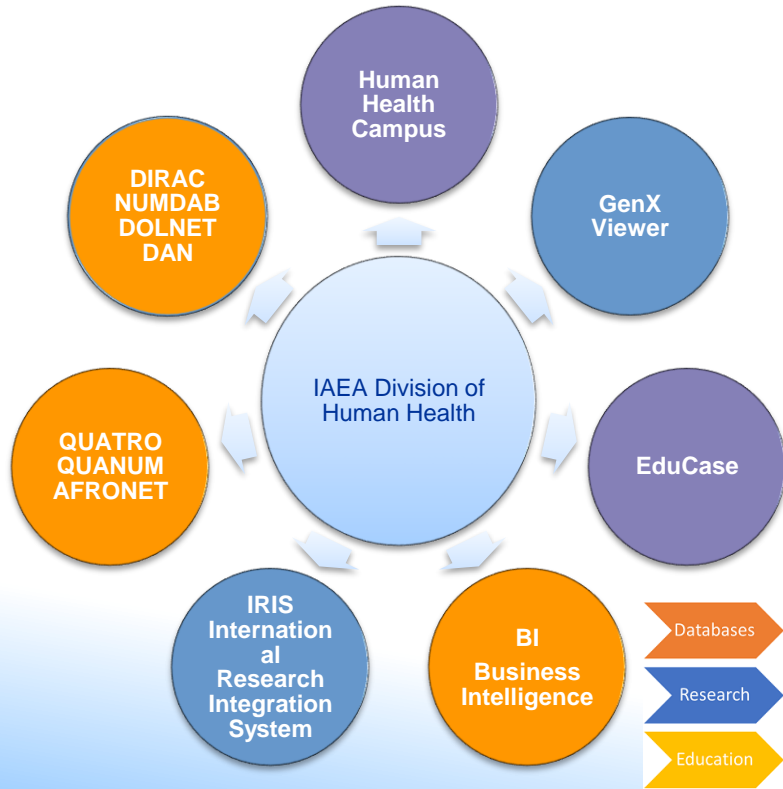 Human
Health
Campus
DIRAC
NUMDAB
DOLNET
DAN
GenX
Viewer
IAEA Division of
Human Health
QUATRO
QUANUM
AFRONET
EduCase
IRIS
Internation
al
Research
Integration
System
BI
Business
Intelligence
Databases
Research
Education